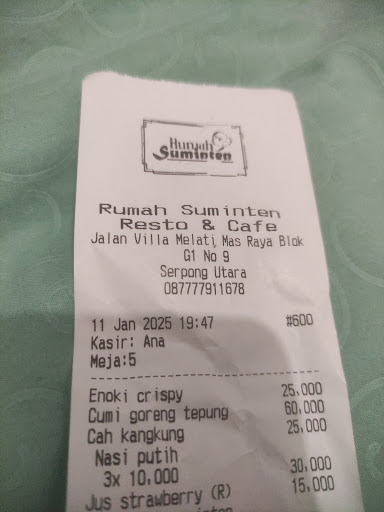 Rumah
Suminten
Rumah Suminten
Resto & Cafe
Jalan Villa Melati Mas Raya Blok
G1 No 9
Serpong Utara
087777911678
11 Jan 2025 19:47 #600
Kasir: Ana
Meja:5
Enoki crispy 25,000
Cumi goreng tepung 60,000
Cah kangkung 25,000
Nasi putih
3x 10,000 30,000
Jus strawberry (R) 15,000